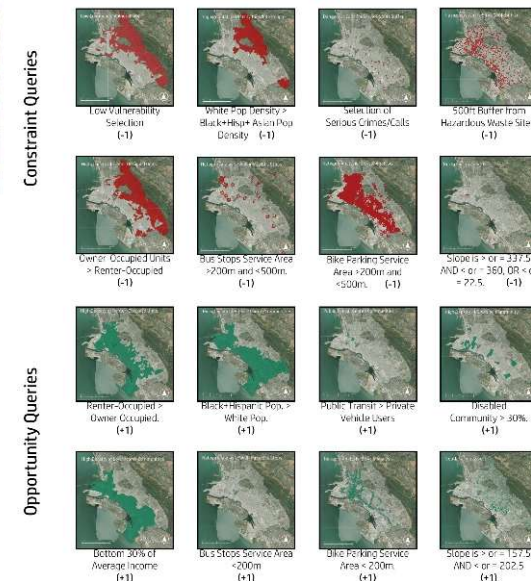 Constraint Queries
Low Vulnerability
Selection
(-1)
White Pop Density >
Black+Hisp+ Asian Pop
Density (-1)
Selection of
Serious Crimes/Calls
(-1)
500ft Buffer from
Hazardous Waste Site
(-1)
Owner-Occupied Units
> Renter-Occupied
(-1)
Bus Stops Service Area
>200m and <500m.
(-1)
Bike Parking Service
Area >200m and
<500m. (-1)
Slope is > or = 337.5
AND < or = 360, OR <
= 22.5. (-1)
Opportunity Queries
Renter-Occupied >
Owner Occupied.
(+1)
Black+Hispanic Pop. >
White Pop.
(+1)
Public Transit > Private
Vehicle Users
(+1)
Disabled
Community > 30%.
(+1)
Bottom 30% of
Average Income
(+1)
Bus Stops Service Area
<200m
(+1)
Bike Parking Service
Area < 200m.
(+1)
Slope is > or = 157.5
AND < or = 202.5
(+1)